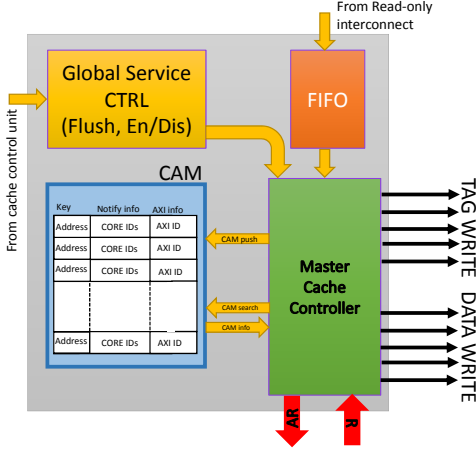 From Read-only
interconnect
Global Service
CTRL
(Flush, En/Dis)
FIFO
From cache control unit
CAM
Key Notify info AXI info
Address CORE IDs AXI ID
Address CORE IDs AXI ID
Address CORE IDs AXI ID
Address CORE IDs AXI ID
CAM push
CAM search
CAM info
Master
Cache
Controller
TAG WRITE
DATA WRITE
AR
R